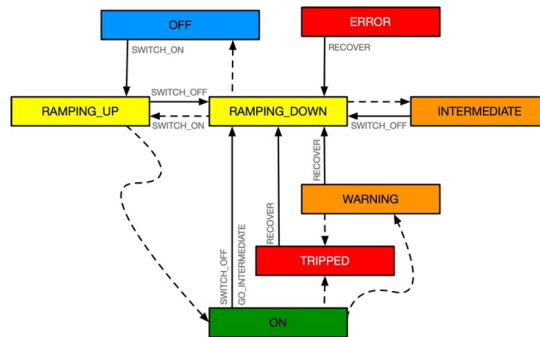 OFF
ERROR
SWITCH_ON
RECOVER
SWITCH_OFF
RAMPING_UP
RAMPING_DOWN
INTERMEDIATE
SWITCH_ON
SWITCH_OFF
RECOVER
WARNING
RECOVER
TRIPPED
SWITCH_OFF
GO_INTERMEDIATE
ON